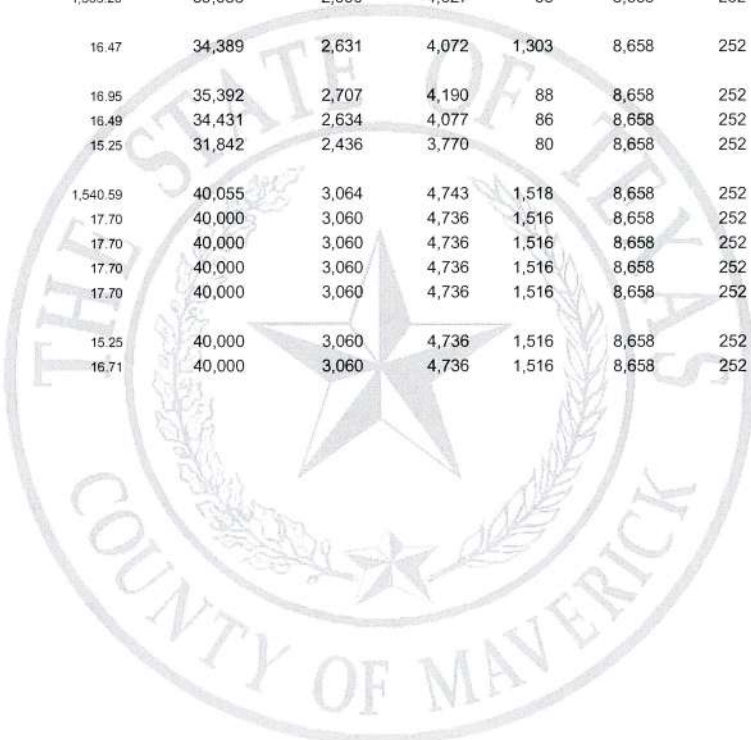 252
16.47 34,389 2,631 4,072 1,303 8,658 252
16.95 35,392 2,707 4,190 88 8,658 252
16.49 34,431 2,634 4,077 86 8,658 252
15.25 31,842 2,436 3,770 80 8,658 252
1,540.59 40,055 3,064 4,743 1,518 8,658 252
17.70 40,000 3,060 4,736 1,516 8,658 252
17.70 40,000 3,060 4,736 1,516 8,658 252
17.70 40,000 3,060 4,736 1,516 8,658 252
17.70 40,000 3,060 4,736 1,516 8,658 252
15.25 40,000 3,060 4,736 1,516 8,658 252
16.71 40,000 3,060 4,736 1,516 8,658 252
THE STATE OF TEXAS
COUNTY OF MAVERICK